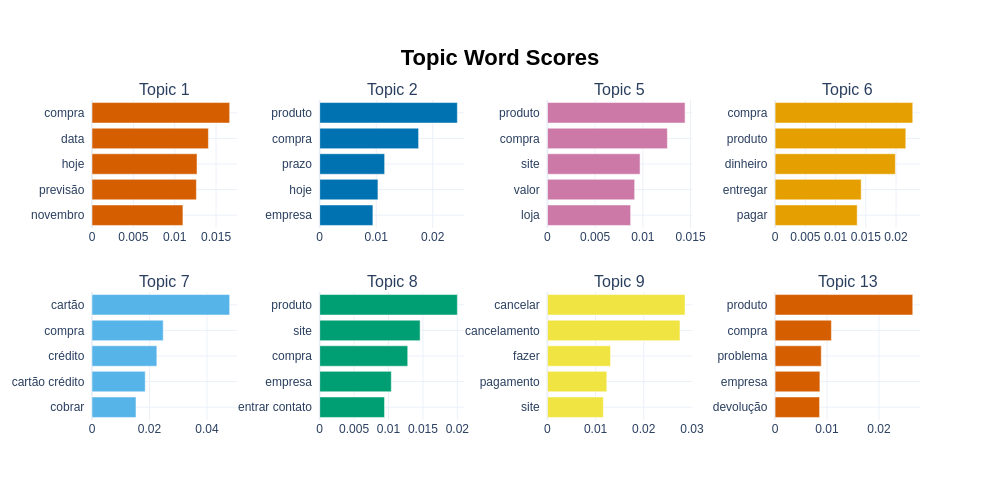 Topic Word Scores
Topic 1
compra
data
hoje
previsão
novembro
0 0.005 0.01 0.015
Topic 2
produto
compra
prazo
hoje
empresa
0 0.01 0.02
Topic 5
produto
compra
site
valor
loja
0 0.005 0.01 0.015
Topic 6
compra
produto
dinheiro
entregar
pagar
0 0.005 0.01 0.015 0.02
Topic 7
cartão
compra
crédito
cartão crédito
cobrar
0 0.02 0.04
Topic 8
produto
site
compra
empresa
entrar contato
0 0.005 0.01 0.015 0.02
Topic 9
cancelar
cancelamento
fazer
pagamento
site
0 0.01 0.02 0.03
Topic 13
produto
compra
problema
empresa
devolução
0 0.01 0.02